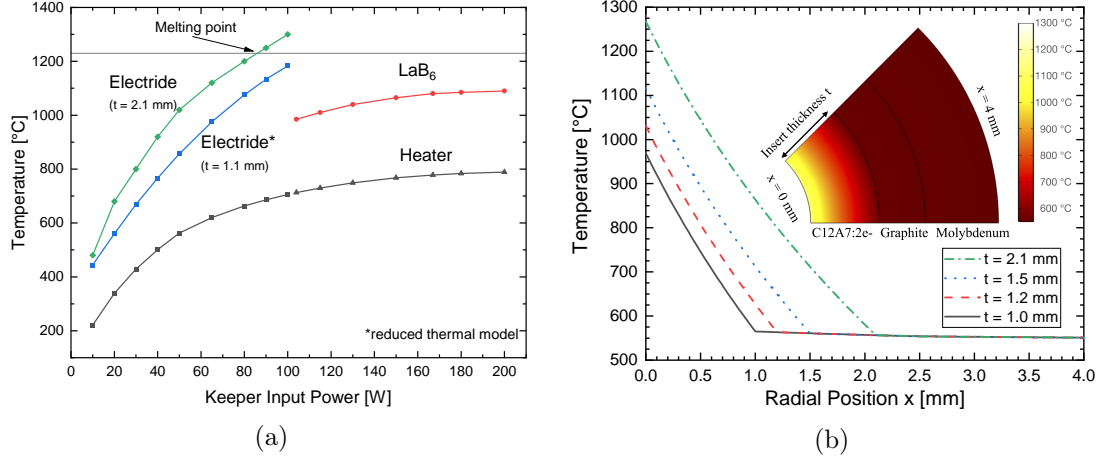 1400
1200
1000
800
600
400
200
Temperature [°C]
Melting point
Electride
(t = 2.1 mm)
LaB6
Electride*
(t = 1.1 mm)
Heater
*reduced thermal model
0 20 40 60 80 100 120 140 160 180 200
Keeper Input Power [W]
(a)
1300
1200
1100
1000
900
800
700
600
500
Temperature [°C]
Insert thickness t
x = 0 mm
x = 4 mm
C12A7:2e- Graphite Molybdenum
1300 °C
1200 °C
1100 °C
1000 °C
900 °C
800 °C
700 °C
600 °C
t = 2.1 mm
t = 1.5 mm
t = 1.2 mm
t = 1.0 mm
0.0 0.5 1.0 1.5 2.0 2.5 3.0 3.5 4.0
Radial Position x [mm]
(b)